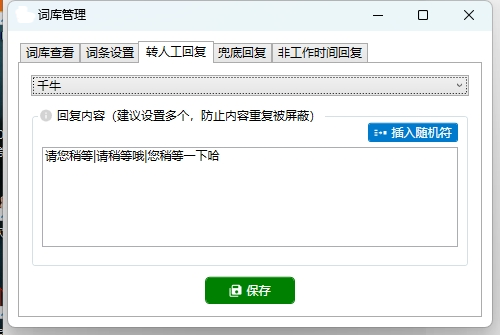 词库管理
词库查看 词条设置 转人工回复 兜底回复 非工作时间回复
千牛
回复内容（建议设置多个，防止内容重复被屏蔽）
插入随机符
请您稍等|请稍等哦|您稍等一下哈
保存